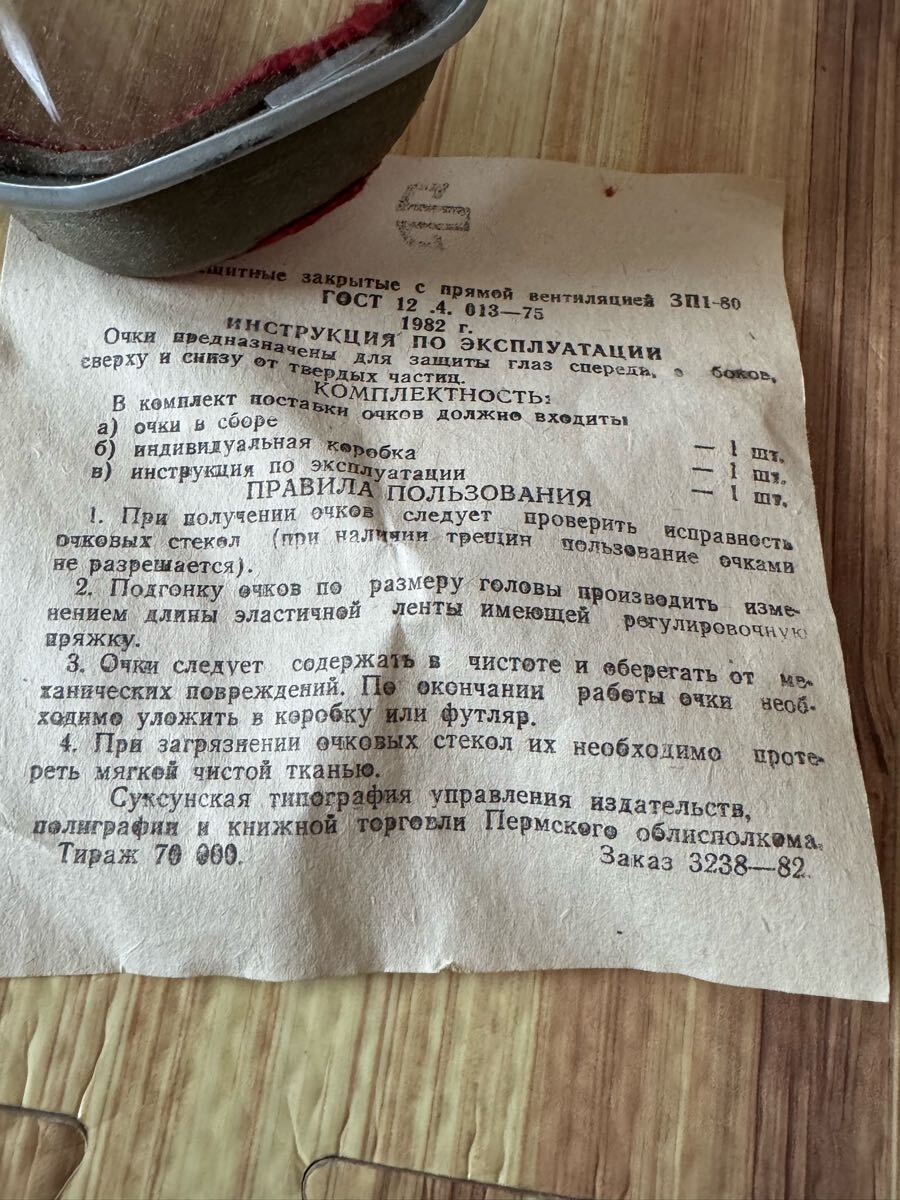 закрытые с прямой вентиляцией ЗП1-80
ГОСТ 12 .4. 013—75
1982 г.
ИНСТРУКЦИЯ ПО ЭКСПЛУАТАЦИИ
Очки предназначены для защиты глаз спереди, с боков,
сверху и снизу от твердых частиц.
КОМПЛЕКТНОСТЬ:
В комплект поставки очков должно входить:
а) очки в сборе — 1 шт.
б) индивидуальная коробка — 1 шт.
в) инструкция по эксплуатации — 1 шт.
ПРАВИЛА ПОЛЬЗОВАНИЯ
1. При получении очков следует проверить исправность
очковых стекол (при наличии трещин пользование очками
не разрешается).
2. Подгонку очков по размеру головы производить изме-
нением длины эластичной ленты имеющей регулировочную
пряжку.
3. Очки следует содержать в чистоте и оберегать от ме-
ханических повреждений. По окончании работы очки необ-
ходимо уложить в коробку или футляр.
4. При загрязнении очковых стекол их необходимо проте-
реть мягкой чистой тканью.
Суксунская типография управления издательств,
полиграфии и книжной торговли Пермского облисполкома.
Тираж 70 000. Заказ 3238—82.